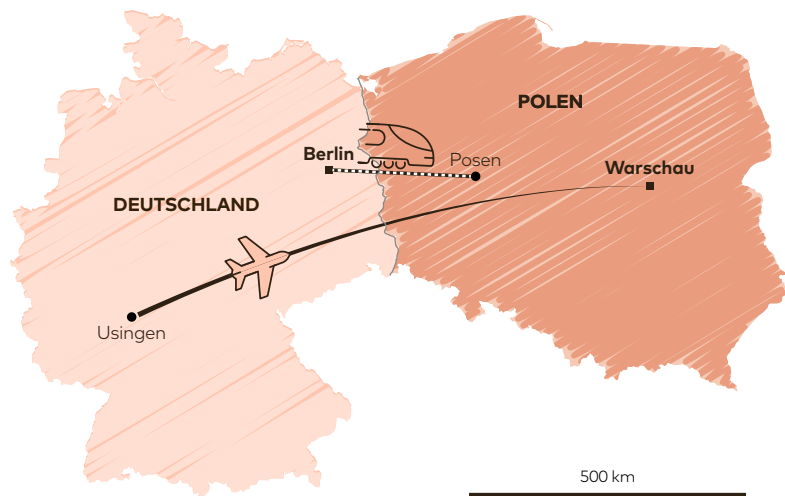 POLEN
Berlin
Posen
Warschau
DEUTSCHLAND
Usingen
500 km